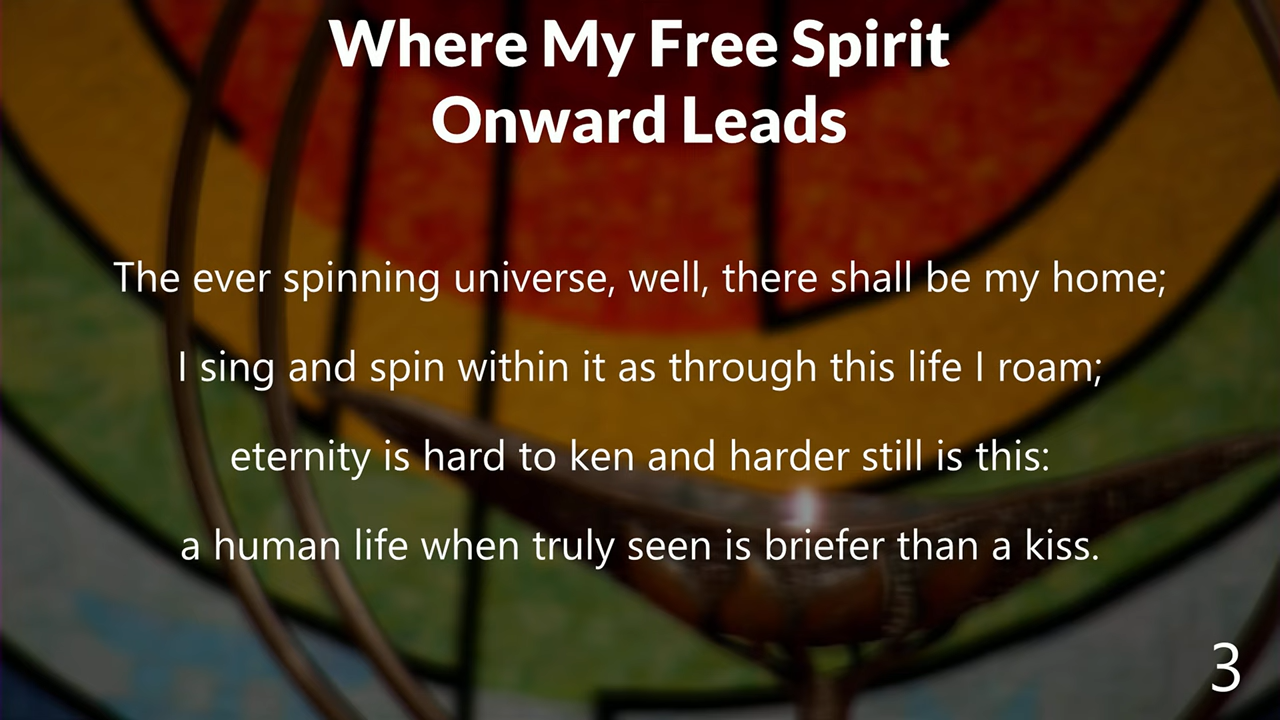 Where My Free Spirit
Onward Leads
The ever spinning universe, well, there shall be my home;
I sing and spin within it as through this life I roam;
eternity is hard to ken and harder still is this:
a human life when truly seen is briefer than a kiss.
3